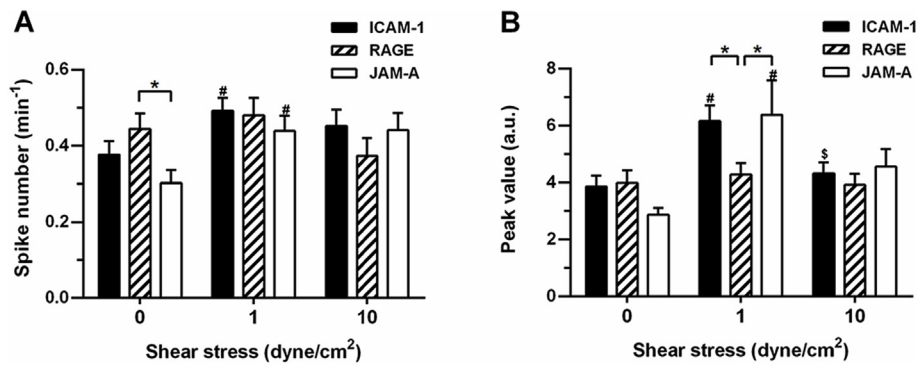 A
ICAM-1
RAGE
JAM-A
Spike number (min⁻¹)
0.6
0.4
0.2
0.0
*
#
#
0
1
10
Shear stress (dyne/cm²)
B
ICAM-1
RAGE
JAM-A
Peak value (a.u.)
8
6
4
2
0
*
*
#
#
$
0
1
10
Shear stress (dyne/cm²)